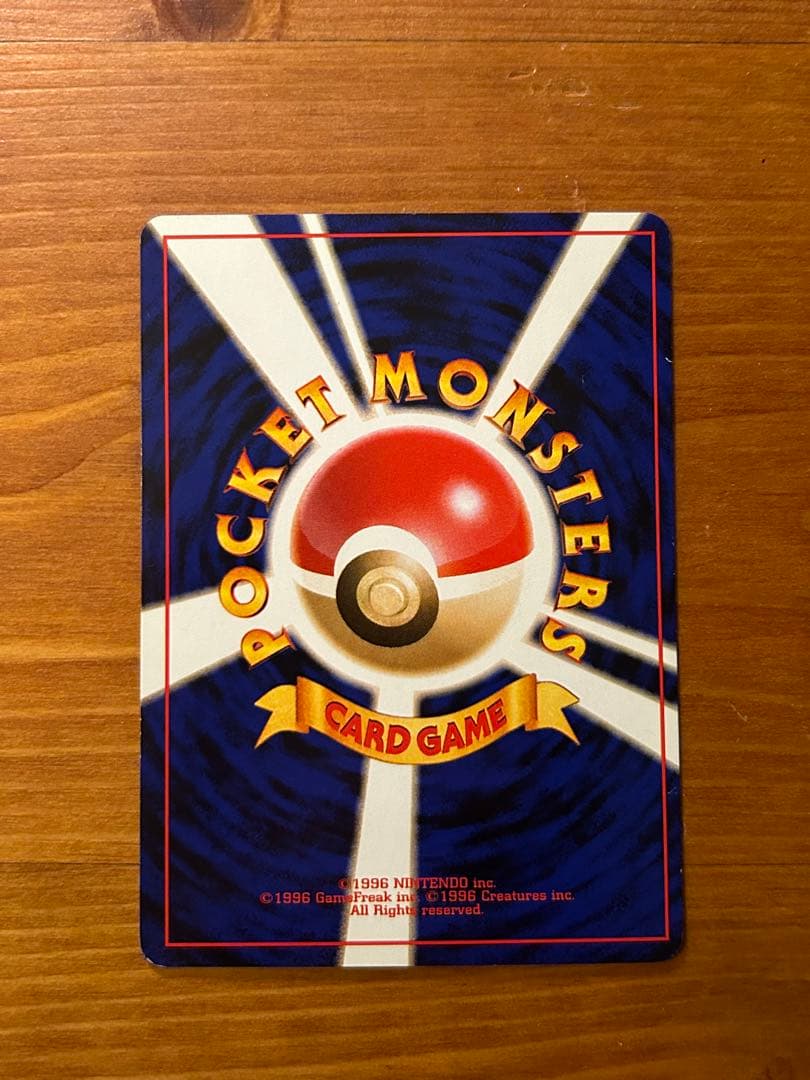 POCKET MONSTERS
CARD GAME
©1996 NINTENDO inc.
©1996 GameFreak inc. ©1996 Creatures inc.
All Rights reserved.